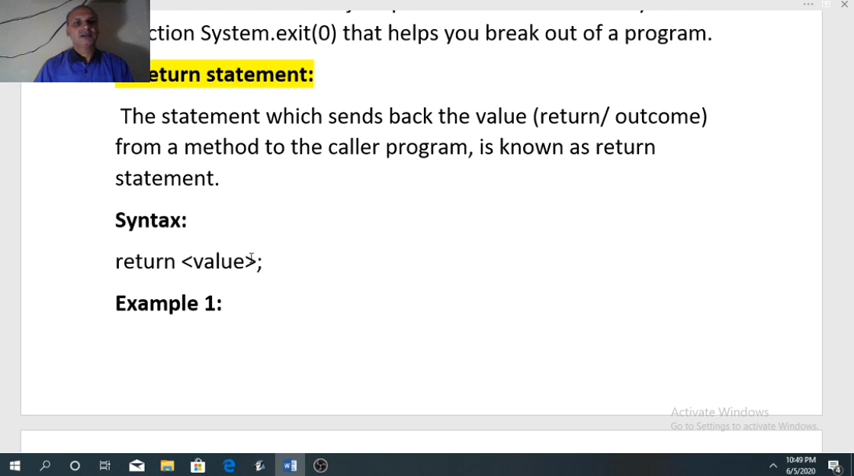 ction System.exit(0) that helps you break out of a program.
eturn statement:
The statement which sends back the value (return/ outcome)
from a method to the caller program, is known as return
statement.
Syntax:
return <value>;
Example 1:
Activate Windows
Go to Settings to activate Windows.
10:49 PM
6/5/2020